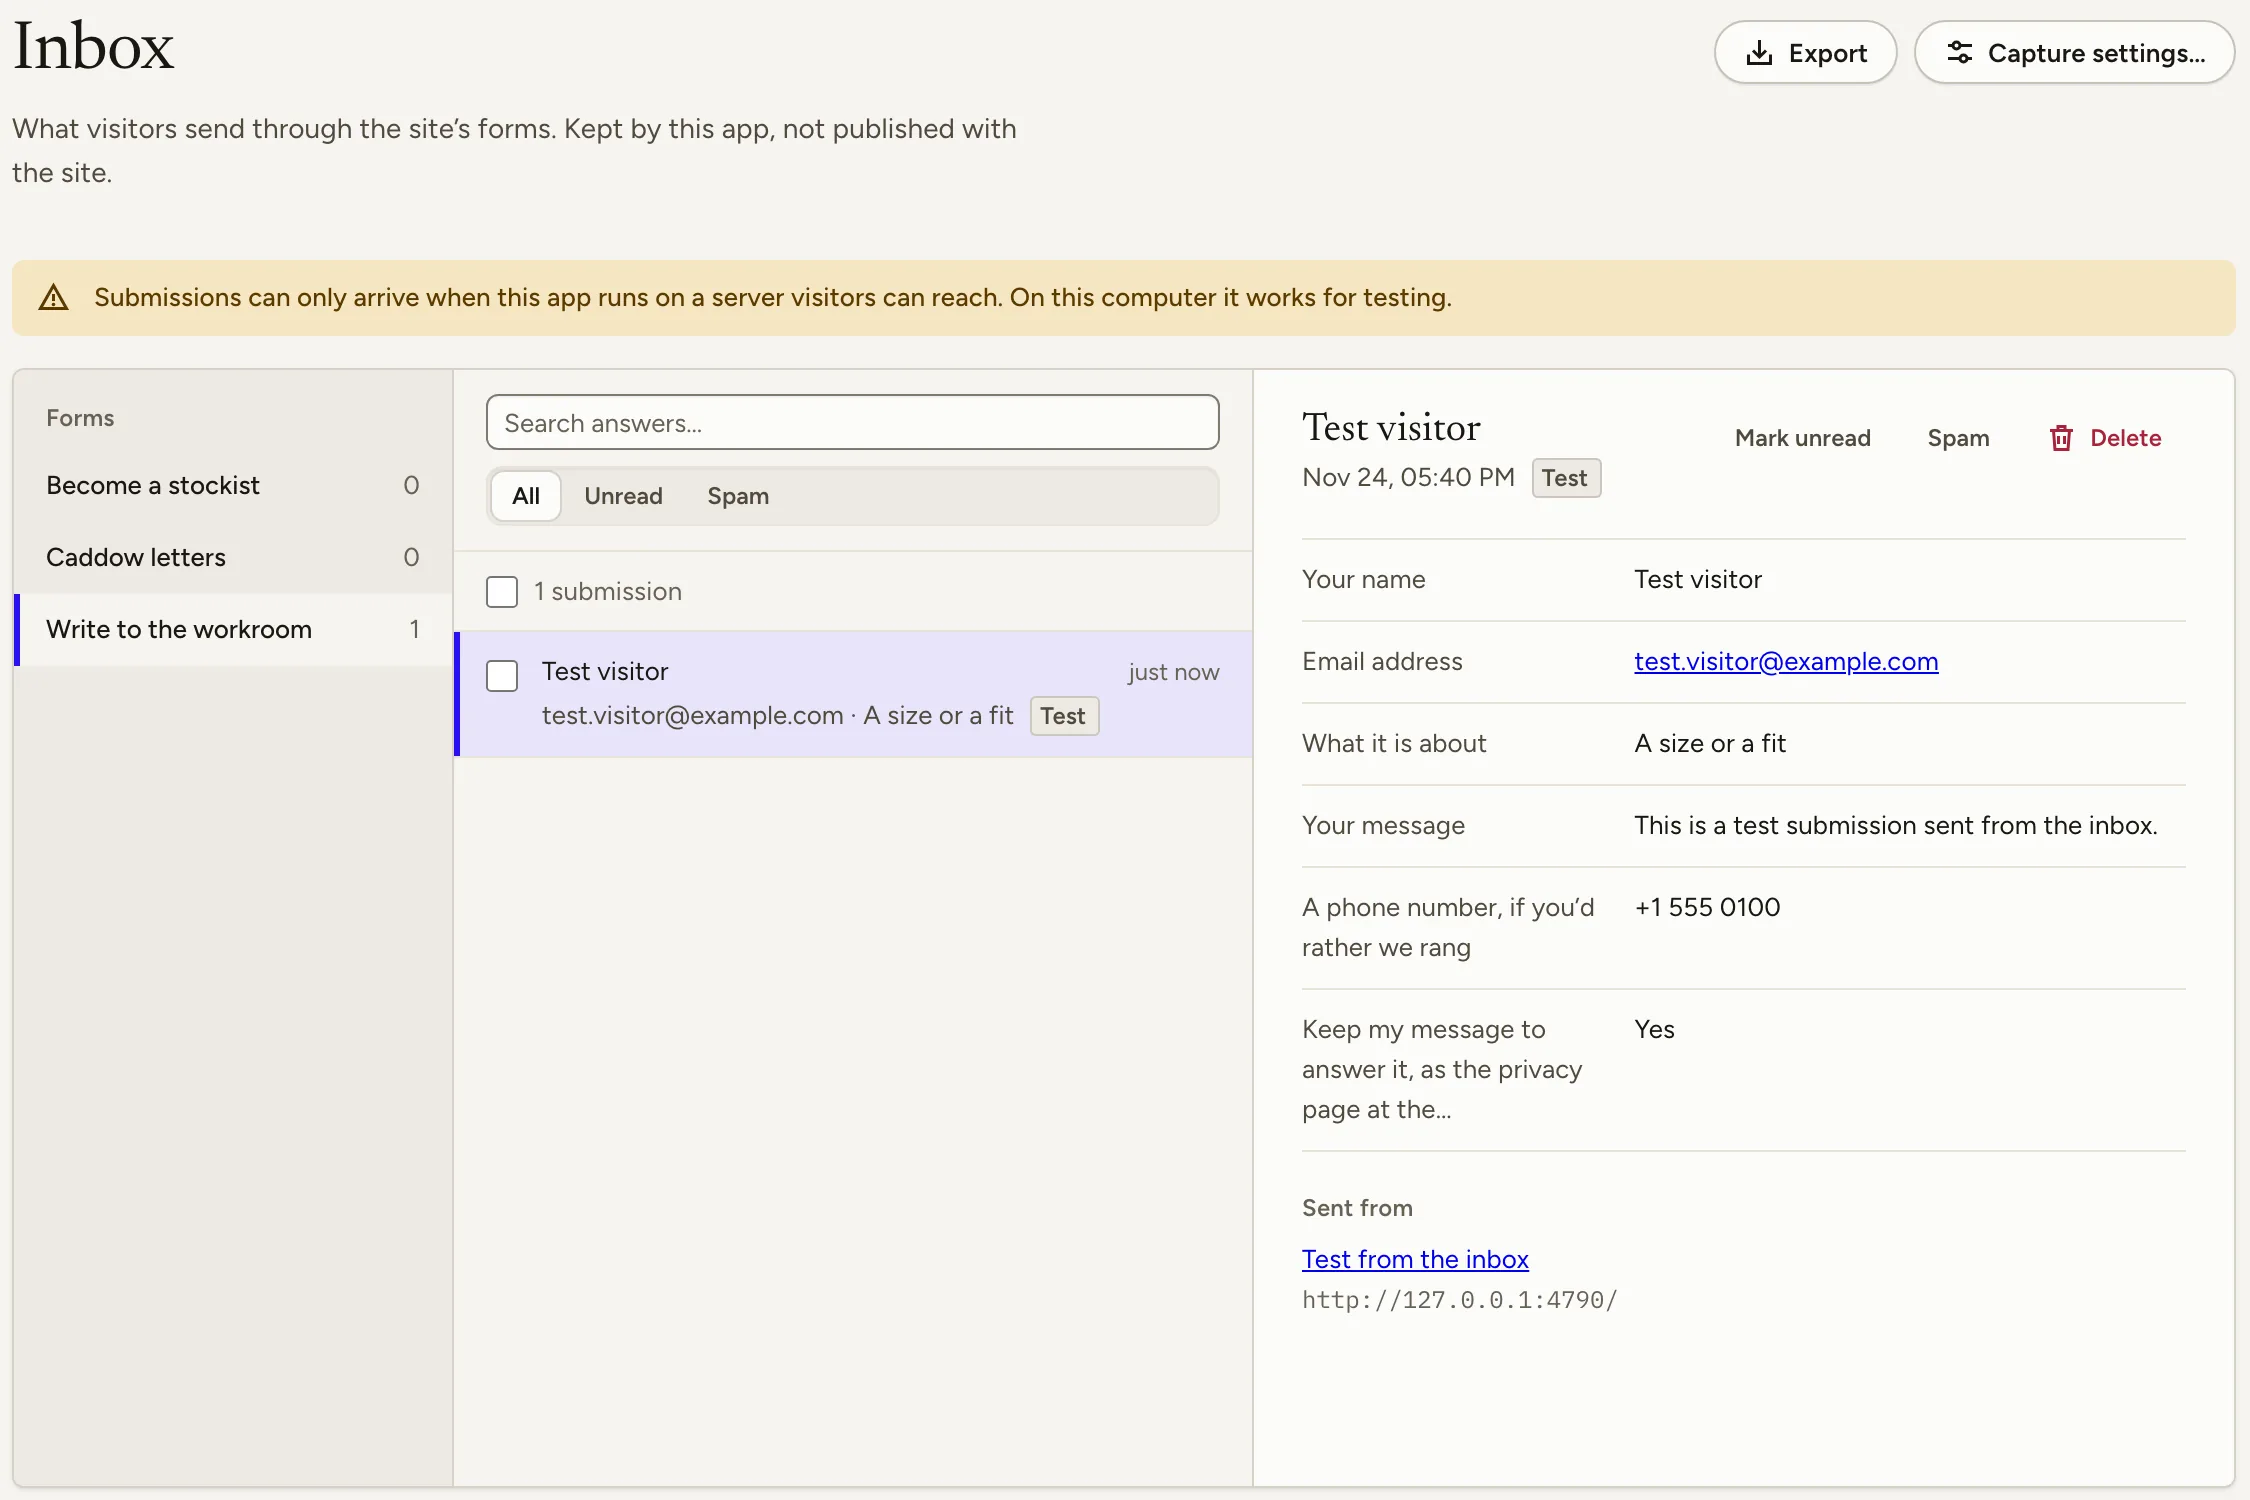 Inbox
Export
Capture settings...
What visitors send through the site's forms. Kept by this app, not published with
the site.
Submissions can only arrive when this app runs on a server visitors can reach. On this computer it works for testing.
Forms
Become a stockist 0
Caddow letters 0
Write to the workroom 1
Search answers...
All Unread Spam
1 submission
Test visitor just now
test.visitor@example.com · A size or a fit Test
Test visitor
Nov 24, 05:40 PM Test
Mark unread Spam Delete
Your name Test visitor
Email address test.visitor@example.com
What it is about A size or a fit
Your message This is a test submission sent from the inbox.
A phone number, if you’d +1 555 0100
rather we rang
Keep my message to Yes
answer it, as the privacy
page at the...
Sent from
Test from the inbox
http://127.0.0.1:4790/